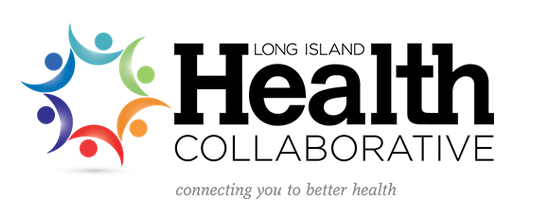 LONG ISLAND
Health
COLLABORATIVE
connecting you to better health